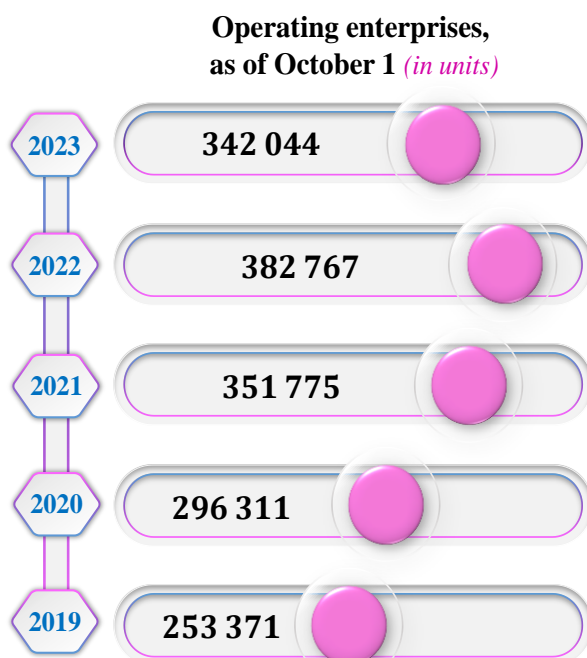 Operating enterprises,
as of October 1 (in units)
2023 342 044
2022 382 767
2021 351 775
2020 296 311
2019 253 371